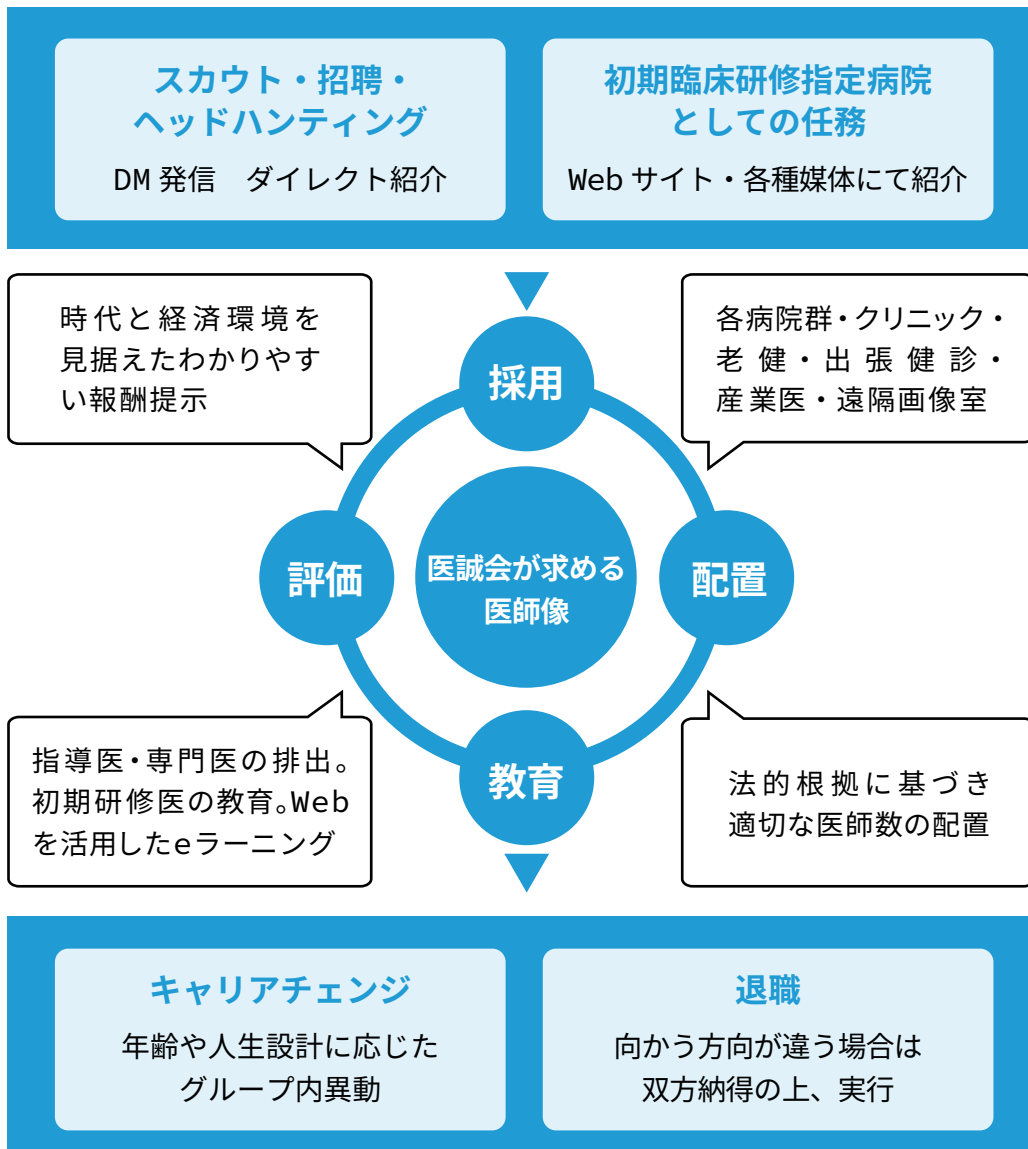 スカウト・招聘・
ヘッドハンティング
DM 発信　ダイレクト紹介
初期臨床研修指定病院
としての任務
Web サイト・各種媒体にて紹介
時代と経済環境を
見据えたわかりやす
い報酬提示
各病院群・クリニック・
老健・出張健診・
産業医・遠隔画像室
採用
評価
医誠会が求める
医師像
配置
教育
指導医・専門医の排出。
初期研修医の教育。Web
を活用したeラーニング
法的根拠に基づき
適切な医師数の配置
キャリアチェンジ
年齢や人生設計に応じた
グループ内異動
退職
向かう方向が違う場合は
双方納得の上、実行